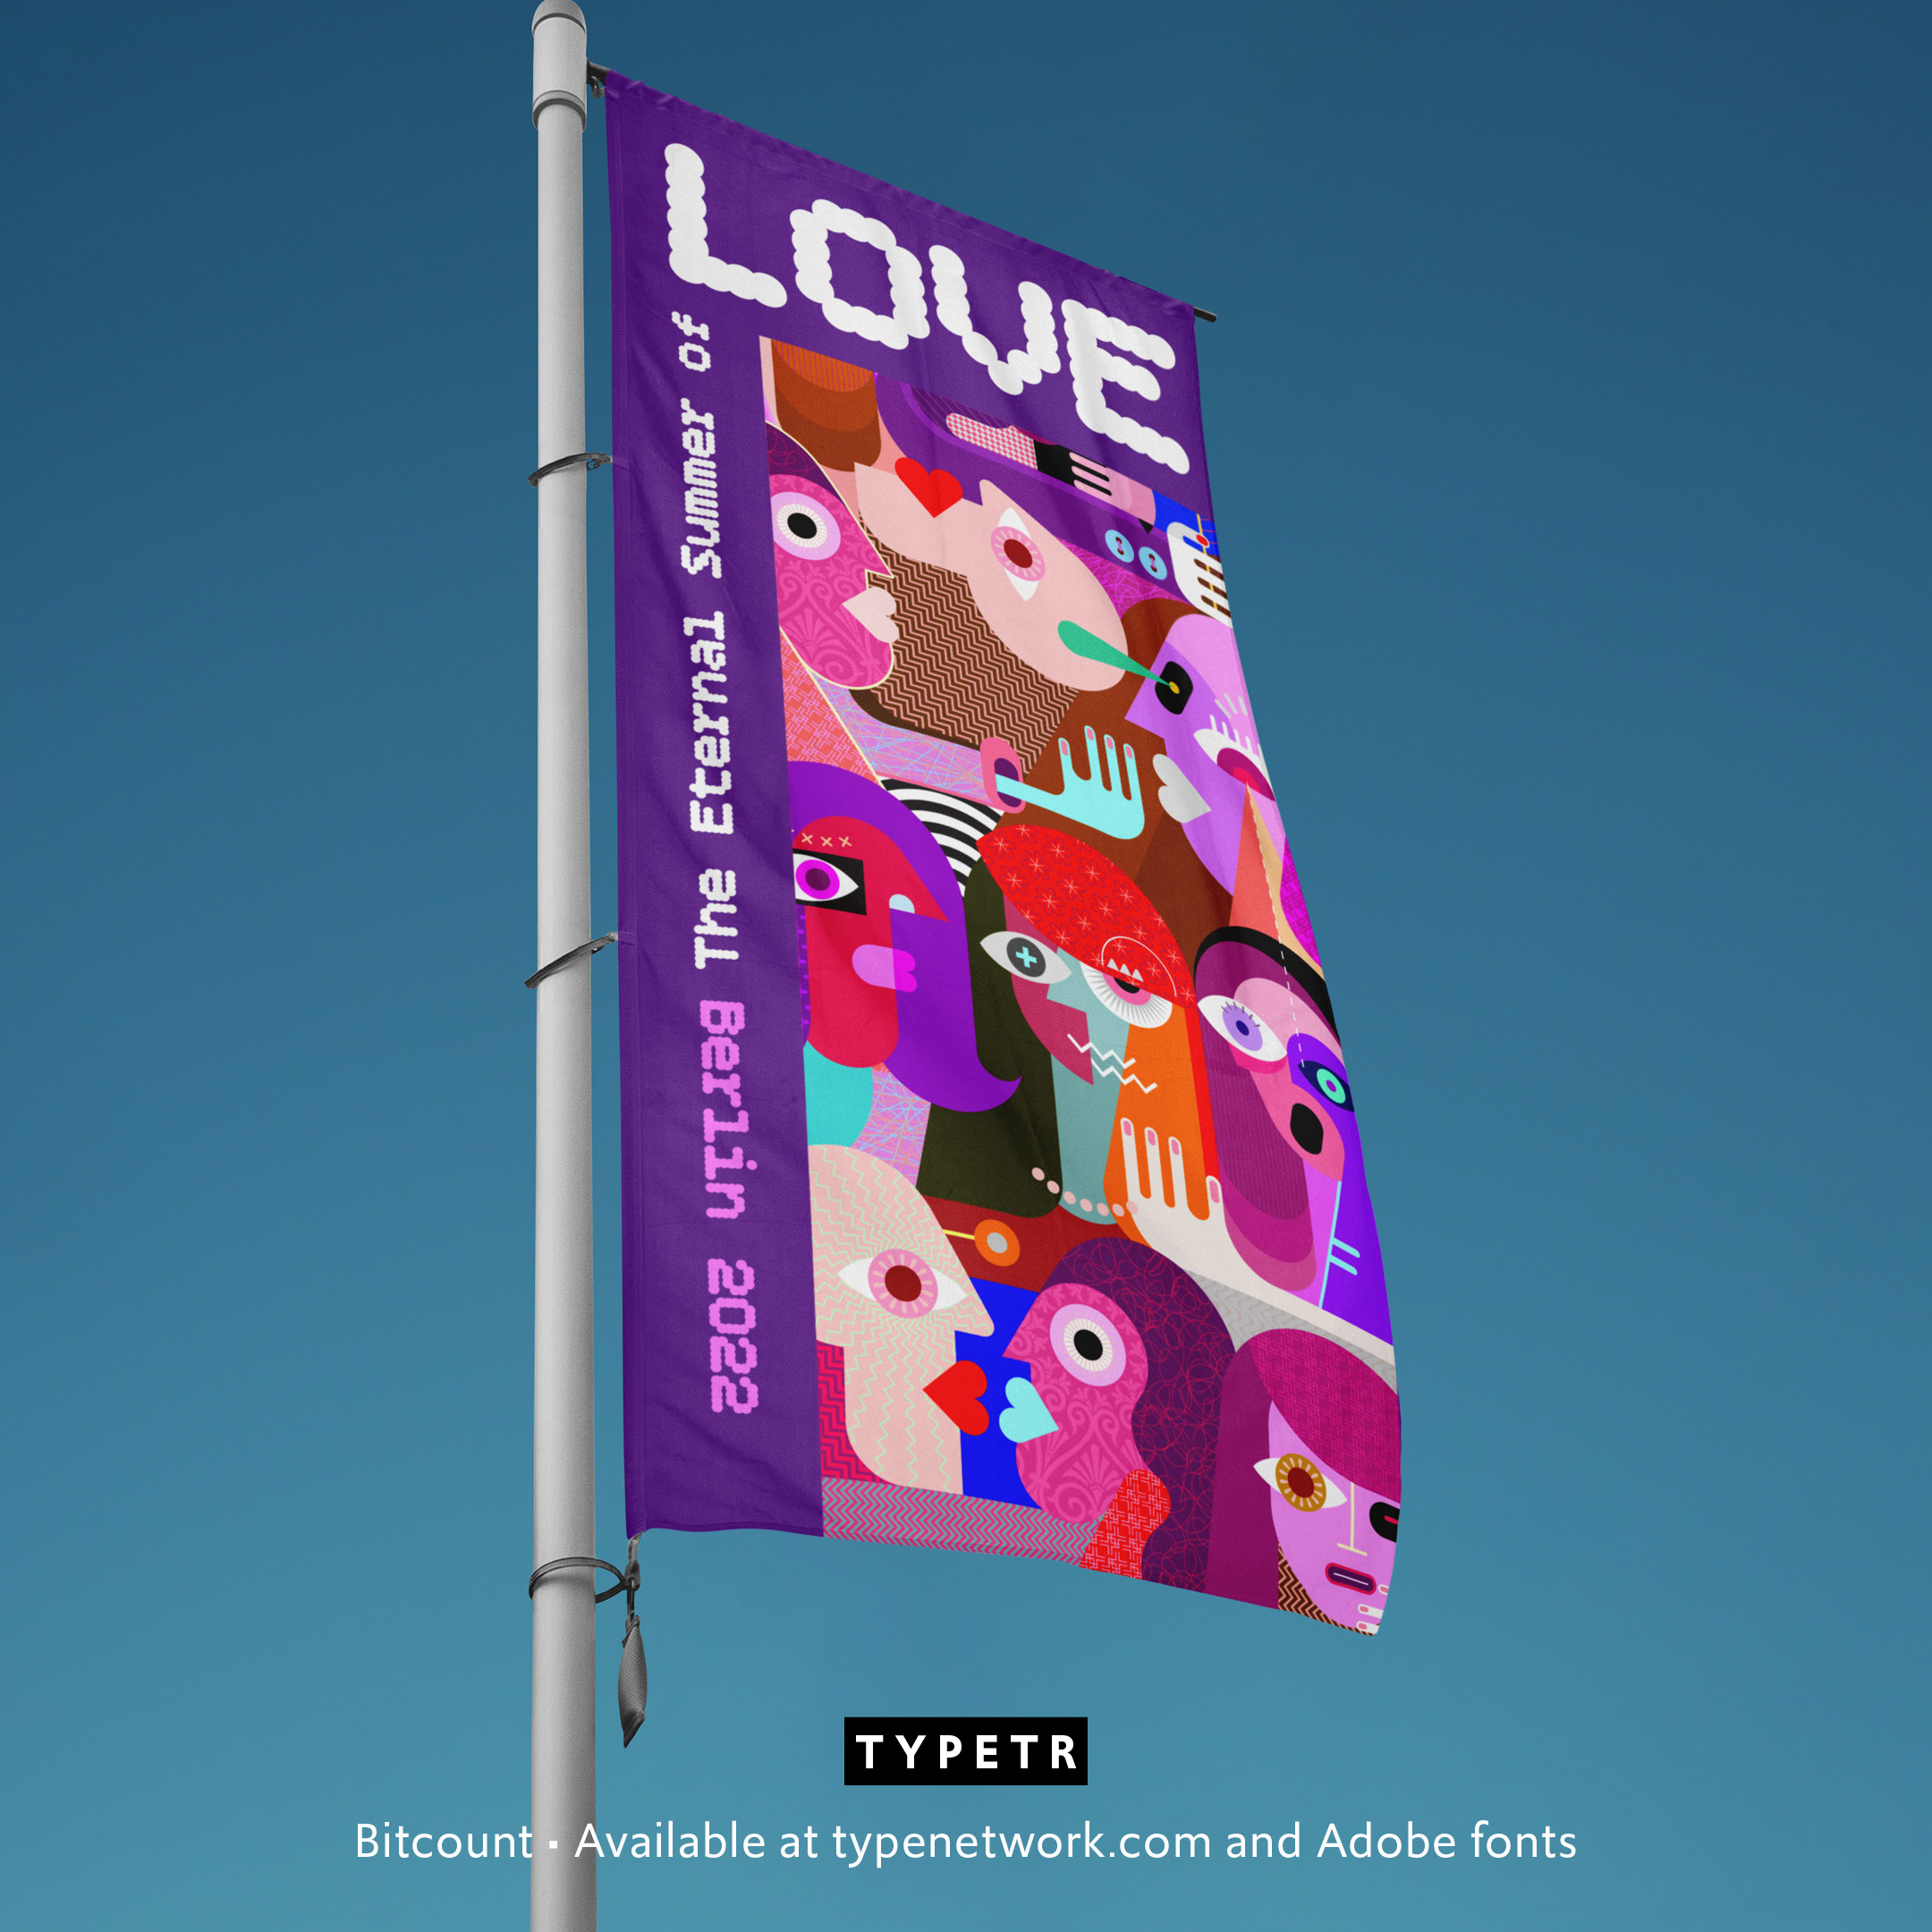 LOVE
Berlin 2022 The Eternal Summer of
TYPETR
Bitcount · Available at typenetwork.com and Adobe fonts